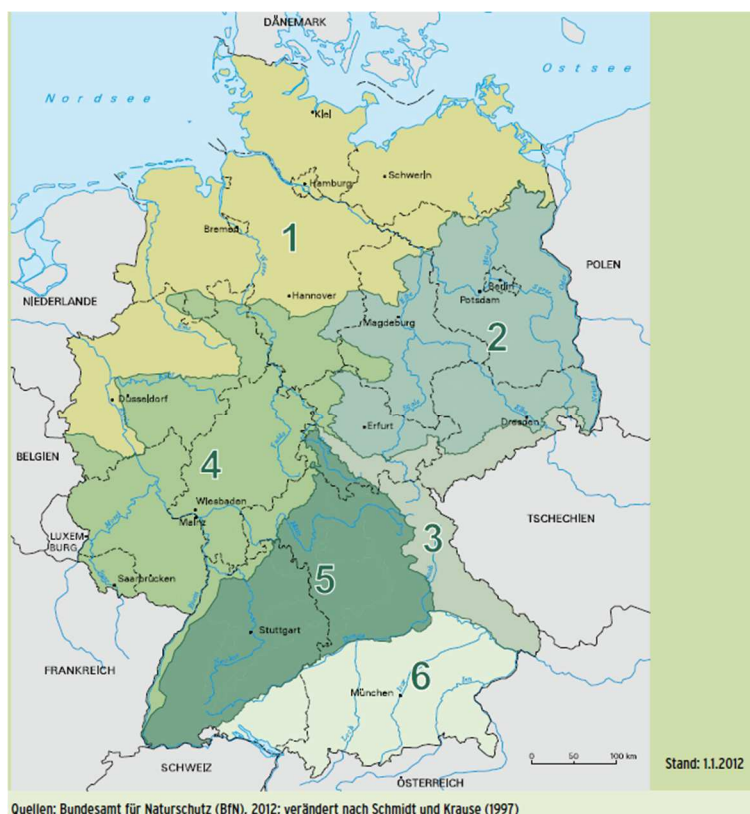 DÄNEMARK
Nordsee
Ostsee
Kiel
Hamburg
Schwerin
Bremen
1
POLEN
NIEDERLANDE
Hannover
Berlin
Potsdam
Magdeburg
2
Düsseldorf
Erfurt
Dresden
BELGIEN
4
Wiesbaden
Mainz
TSCHECHIEN
LUXEM-
BURG
3
Saarbrücken
5
Stuttgart
FRANKREICH
6
München
0 50 100 km
Stand: 1.1.2012
SCHWEIZ
ÖSTERREICH
Quellen: Bundesamt für Naturschutz (BfN), 2012; verändert nach Schmidt und Krause (1997)